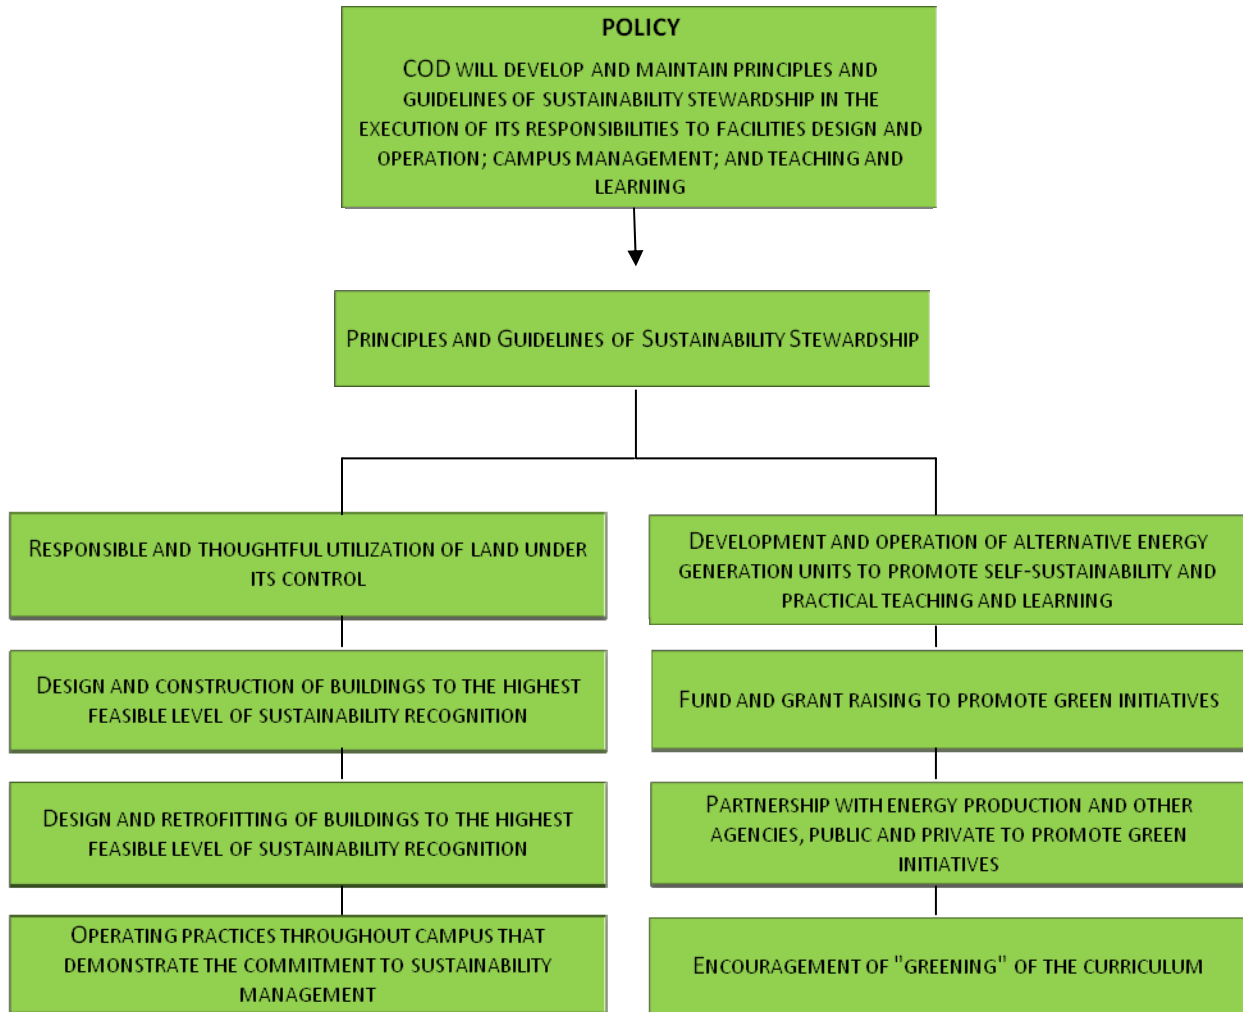 POLICY
COD WILL DEVELOP AND MAINTAIN PRINCIPLES AND
GUIDELINES OF SUSTAINABILITY STEWARDSHIP IN THE
EXECUTION OF ITS RESPONSIBILITIES TO FACILITIES DESIGN AND
OPERATION; CAMPUS MANAGEMENT; AND TEACHING AND
LEARNING
PRINCIPLES AND GUIDELINES OF SUSTAINABILITY STEWARDSHIP
RESPONSIBLE AND THOUGHTFUL UTILIZATION OF LAND UNDER
ITS CONTROL
DESIGN AND CONSTRUCTION OF BUILDINGS TO THE HIGHEST
FEASIBLE LEVEL OF SUSTAINABILITY RECOGNITION
DESIGN AND RETROFITTING OF BUILDINGS TO THE HIGHEST
FEASIBLE LEVEL OF SUSTAINABILITY RECOGNITION
OPERATING PRACTICES THROUGHOUT CAMPUS THAT
DEMONSTRATE THE COMMITMENT TO SUSTAINABILITY
MANAGEMENT
DEVELOPMENT AND OPERATION OF ALTERNATIVE ENERGY
GENERATION UNITS TO PROMOTE SELF-SUSTAINABILITY AND
PRACTICAL TEACHING AND LEARNING
FUND AND GRANT RAISING TO PROMOTE GREEN INITIATIVES
PARTNERSHIP WITH ENERGY PRODUCTION AND OTHER
AGENCIES, PUBLIC AND PRIVATE TO PROMOTE GREEN
INITIATIVES
ENCOURAGEMENT OF "GREENING" OF THE CURRICULUM